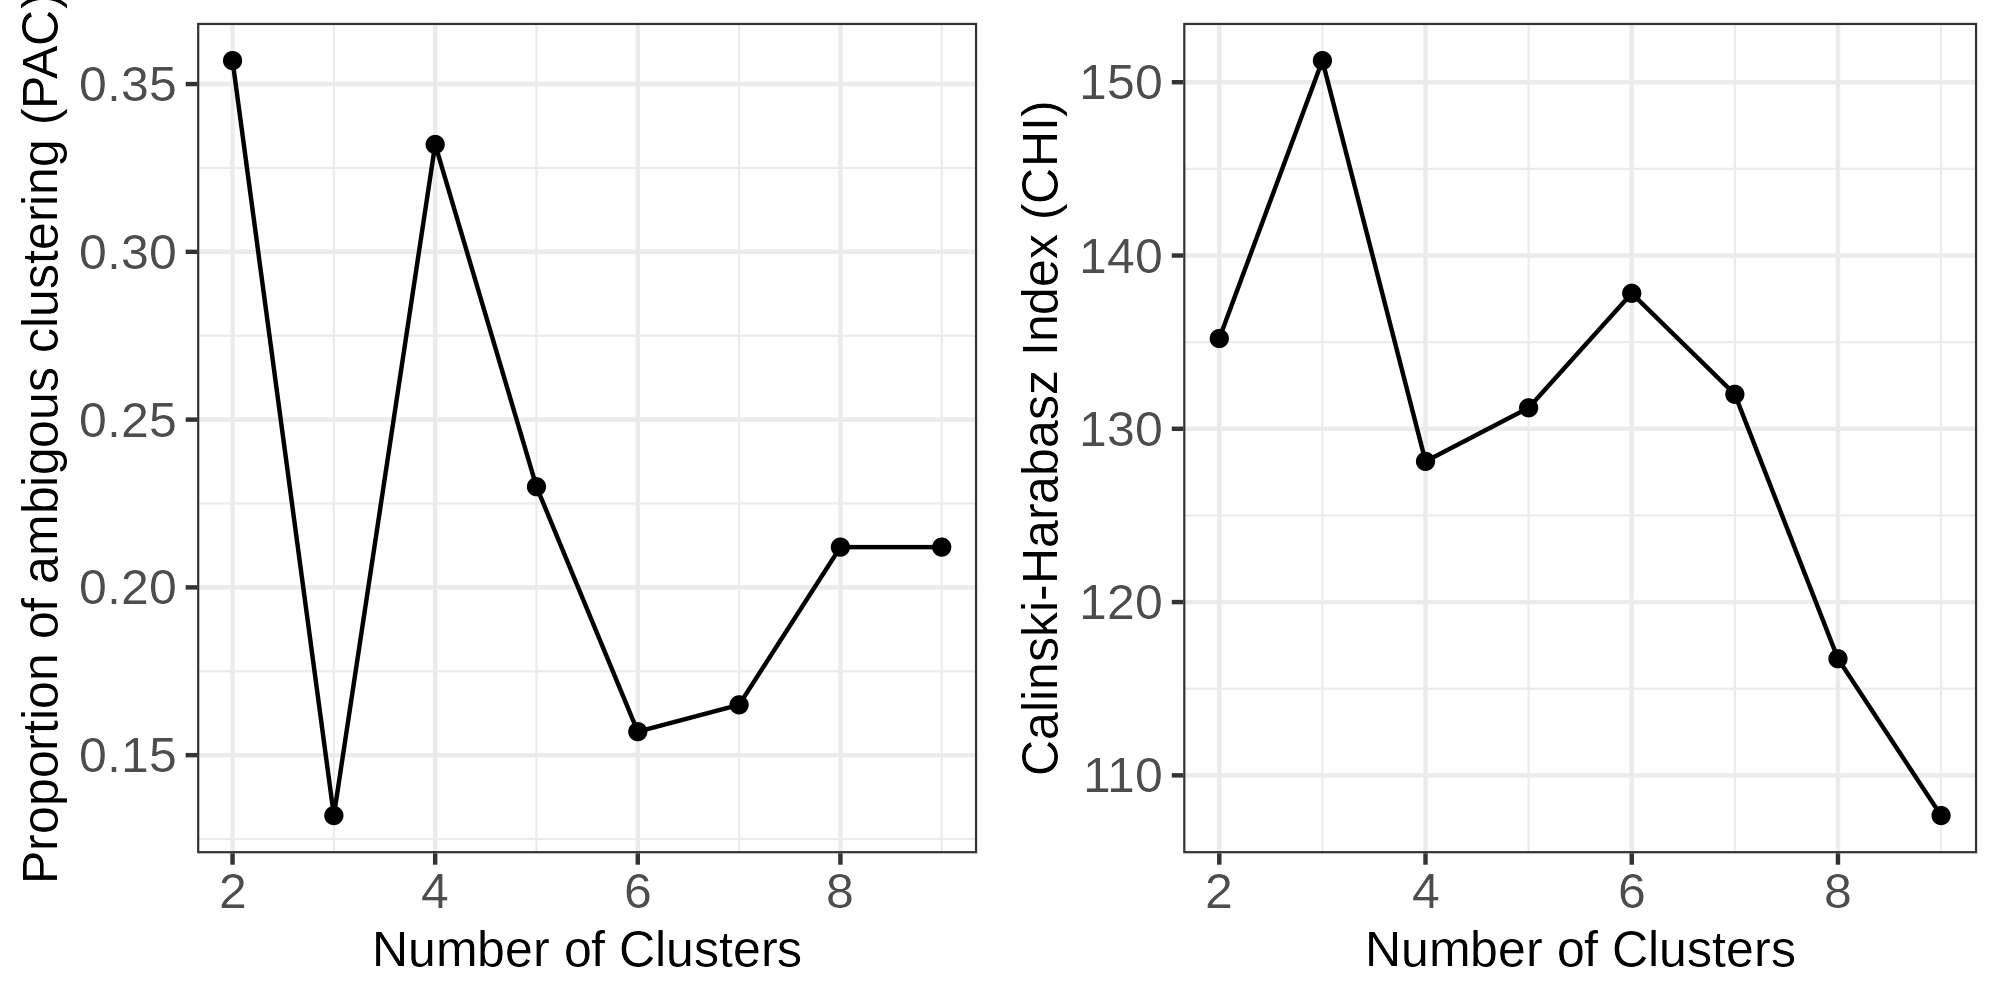 Proportion of ambigous clustering (PAC)
0.35
0.30
0.25
0.20
0.15
2 4 6 8
Number of Clusters
Calinski-Harabasz Index (CHI)
150
140
130
120
110
2 4 6 8
Number of Clusters